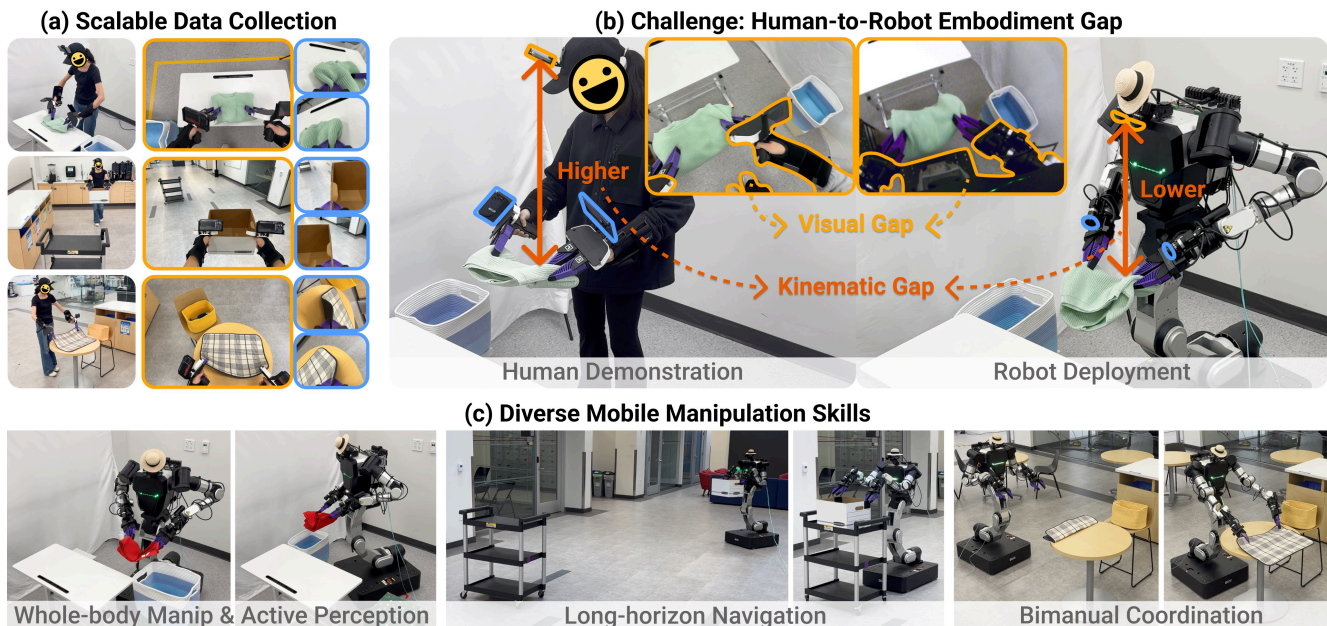 (a) Scalable Data Collection
(b) Challenge: Human-to-Robot Embodiment Gap
Higher
Lower
Visual Gap
Kinematic Gap
Human Demonstration
Robot Deployment
(c) Diverse Mobile Manipulation Skills
Whole-body Manip & Active Perception
Long-horizon Navigation
Bimanual Coordination